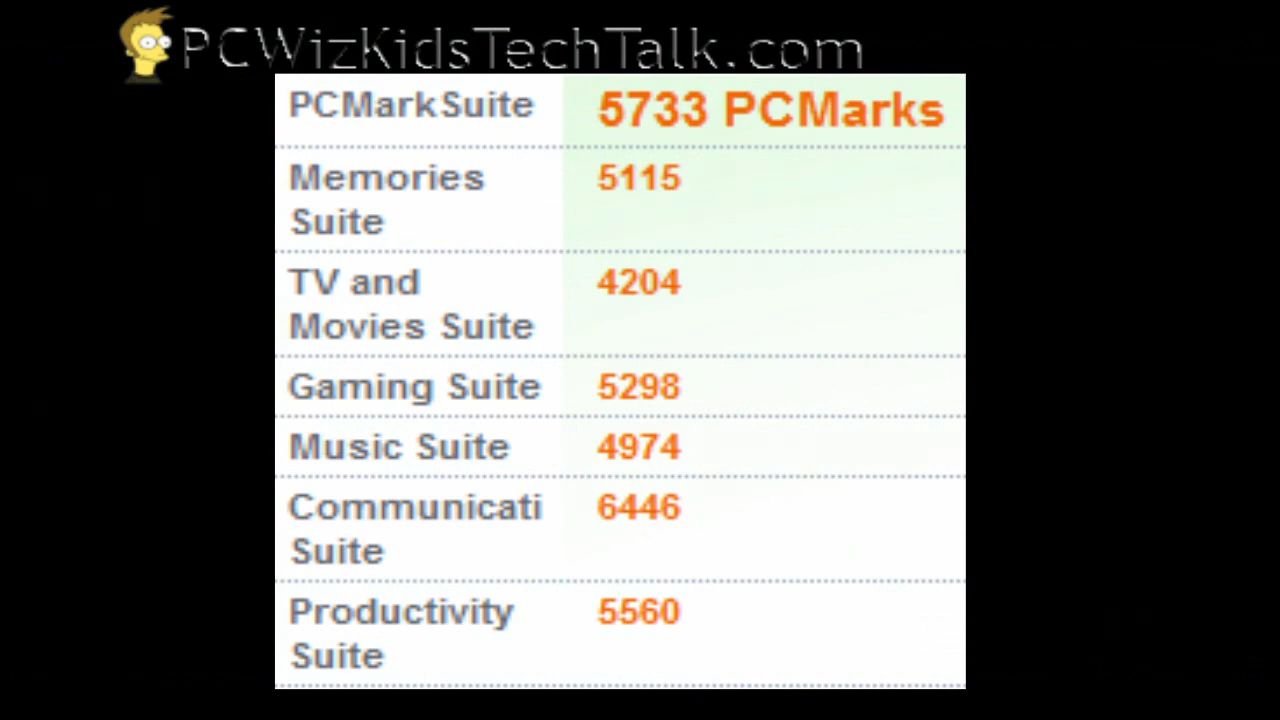 PCWizKidsTechTalk.com
PCMarkSuite 5733 PCMarks
Memories 5115
Suite
TV and 4204
Movies Suite
Gaming Suite 5298
Music Suite 4974
Communicati 6446
Suite
Productivity 5560
Suite